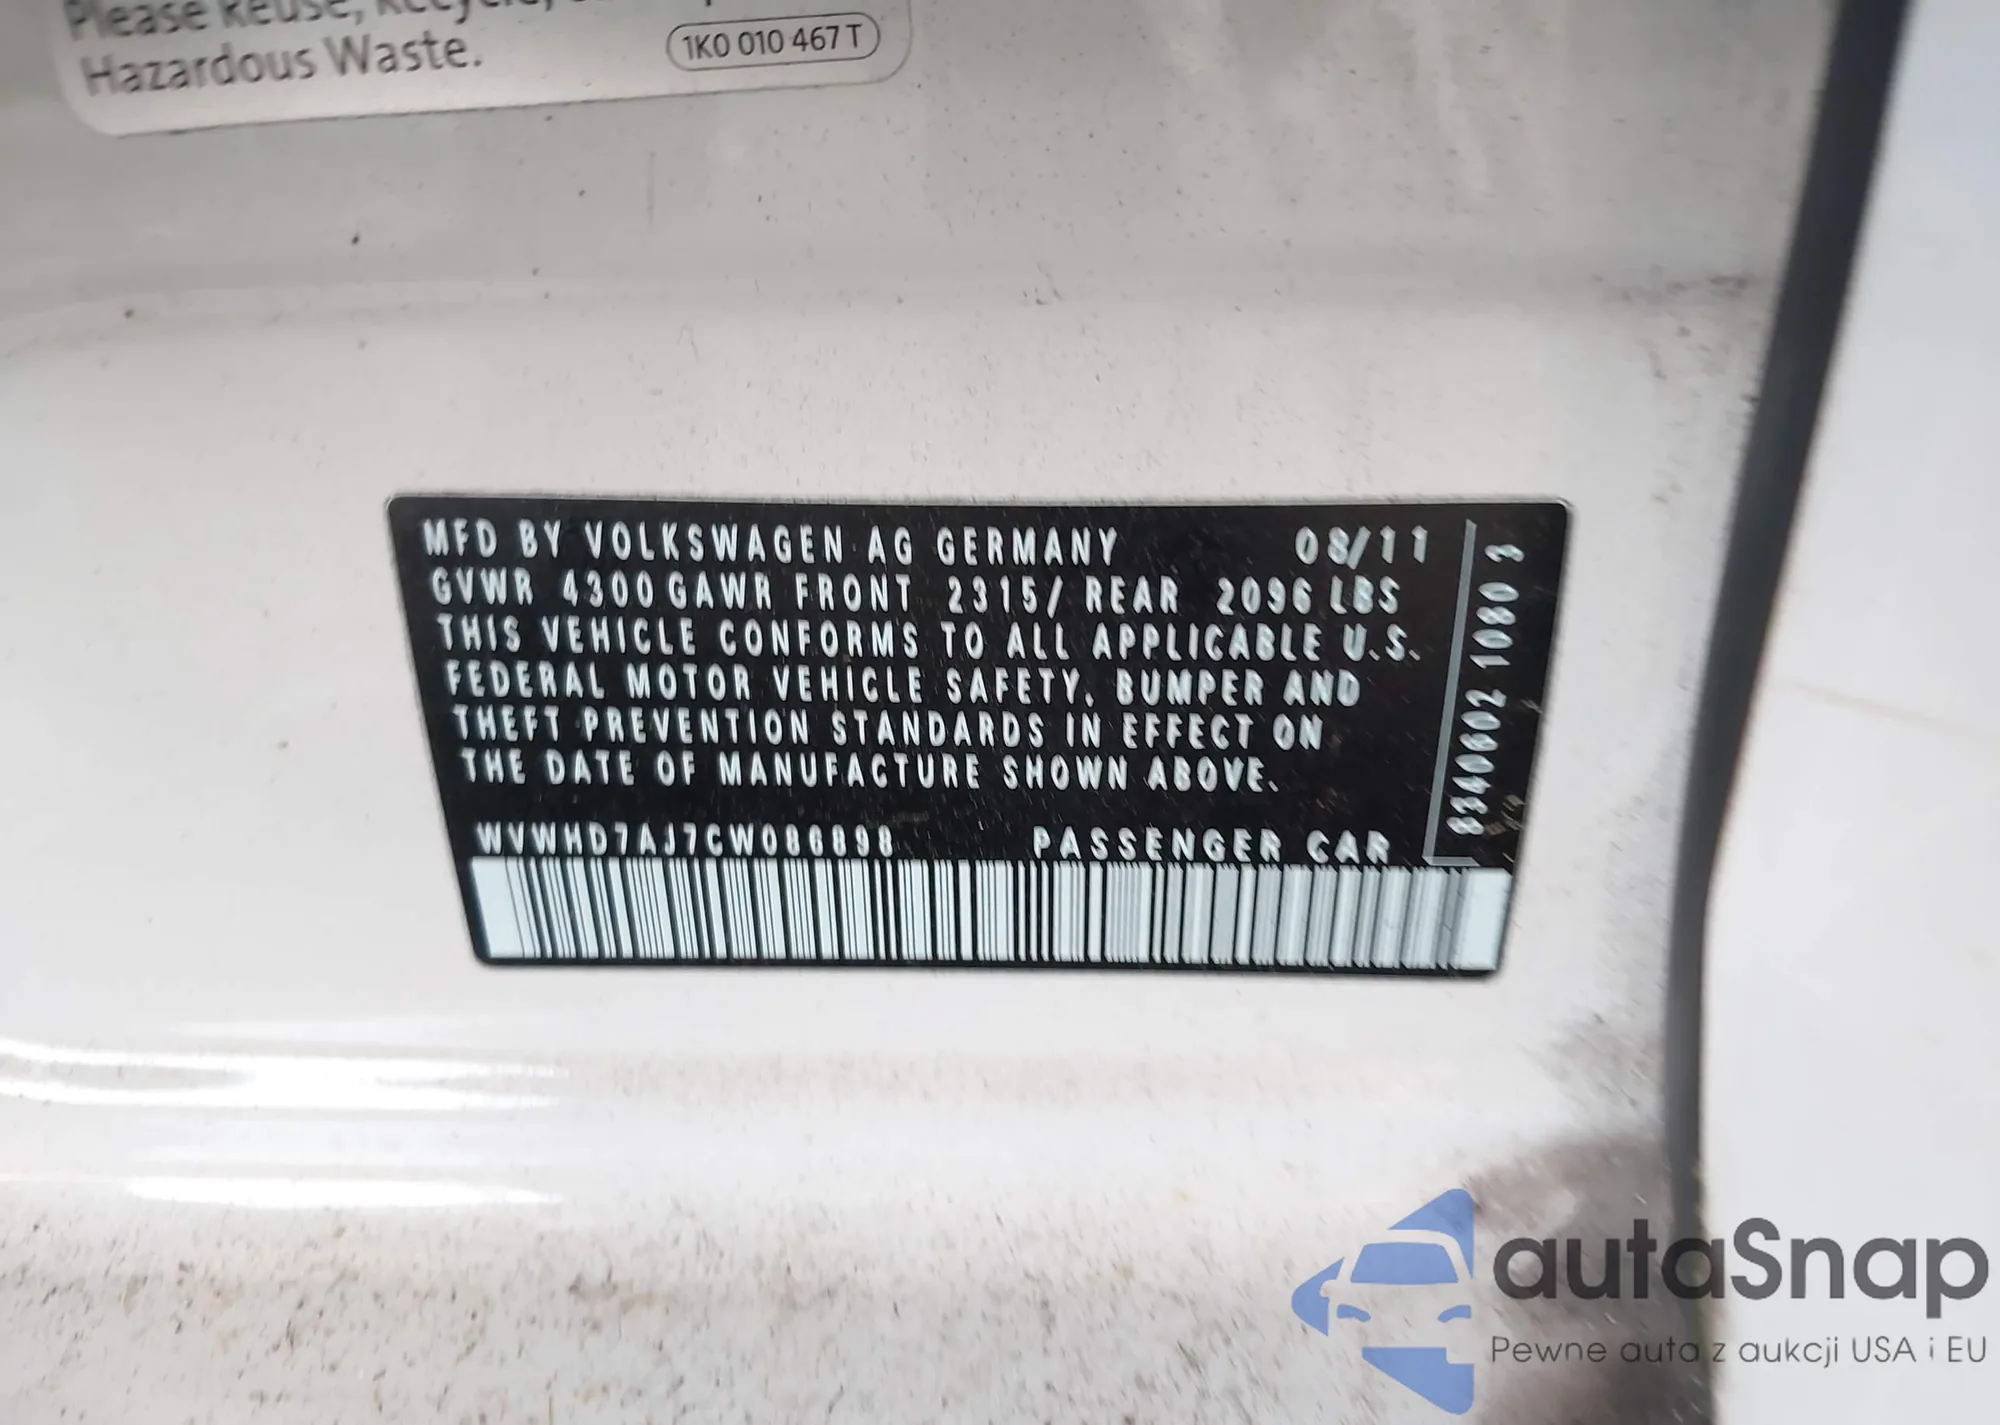 Please Reuse, Recycle,
Hazardous Waste.
1K0 010 467 T
MFD BY VOLKSWAGEN AG GERMANY 08/11
GVWR 4300 GAWR FRONT 2315/ REAR 2096 LBS
THIS VEHICLE CONFORMS TO ALL APPLICABLE U.S.
FEDERAL MOTOR VEHICLE SAFETY, BUMPER AND
THEFT PREVENTION STANDARDS IN EFFECT ON
THE DATE OF MANUFACTURE SHOWN ABOVE.
WVWHD7AJ7CW086898 PASSENGER CAR
83406002 1080 3
autaSnap
Pewne auta z aukcji USA i EU